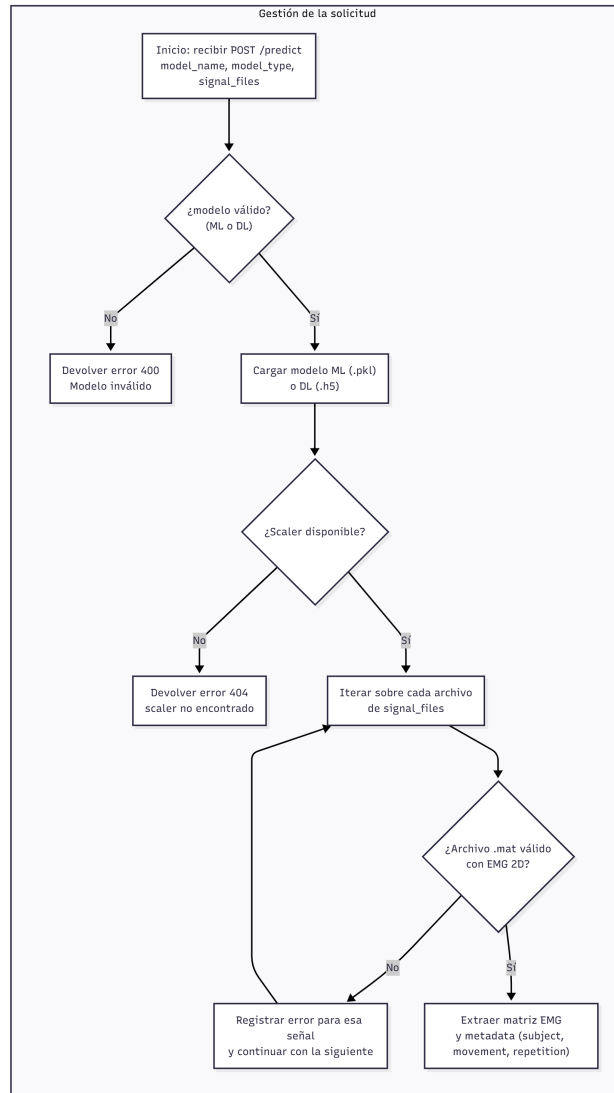 Gestión de la solicitud
Inicio: recibir POST /predict
model_name, model_type,
signal_files
¿modelo válido?
(ML o DL)
No
Sí
Devolver error 400
Modelo inválido
Cargar modelo ML (.pkl)
o DL (.h5)
¿Scaler disponible?
No
Sí
Devolver error 404
scaler no encontrado
Iterar sobre cada archivo
de signal_files
¿Archivo .mat válido
con EMG 2D?
No
Sí
Registrar error para esa
señal
y continuar con la siguiente
Extraer matriz EMG
y metadata (subject,
movement, repetition)